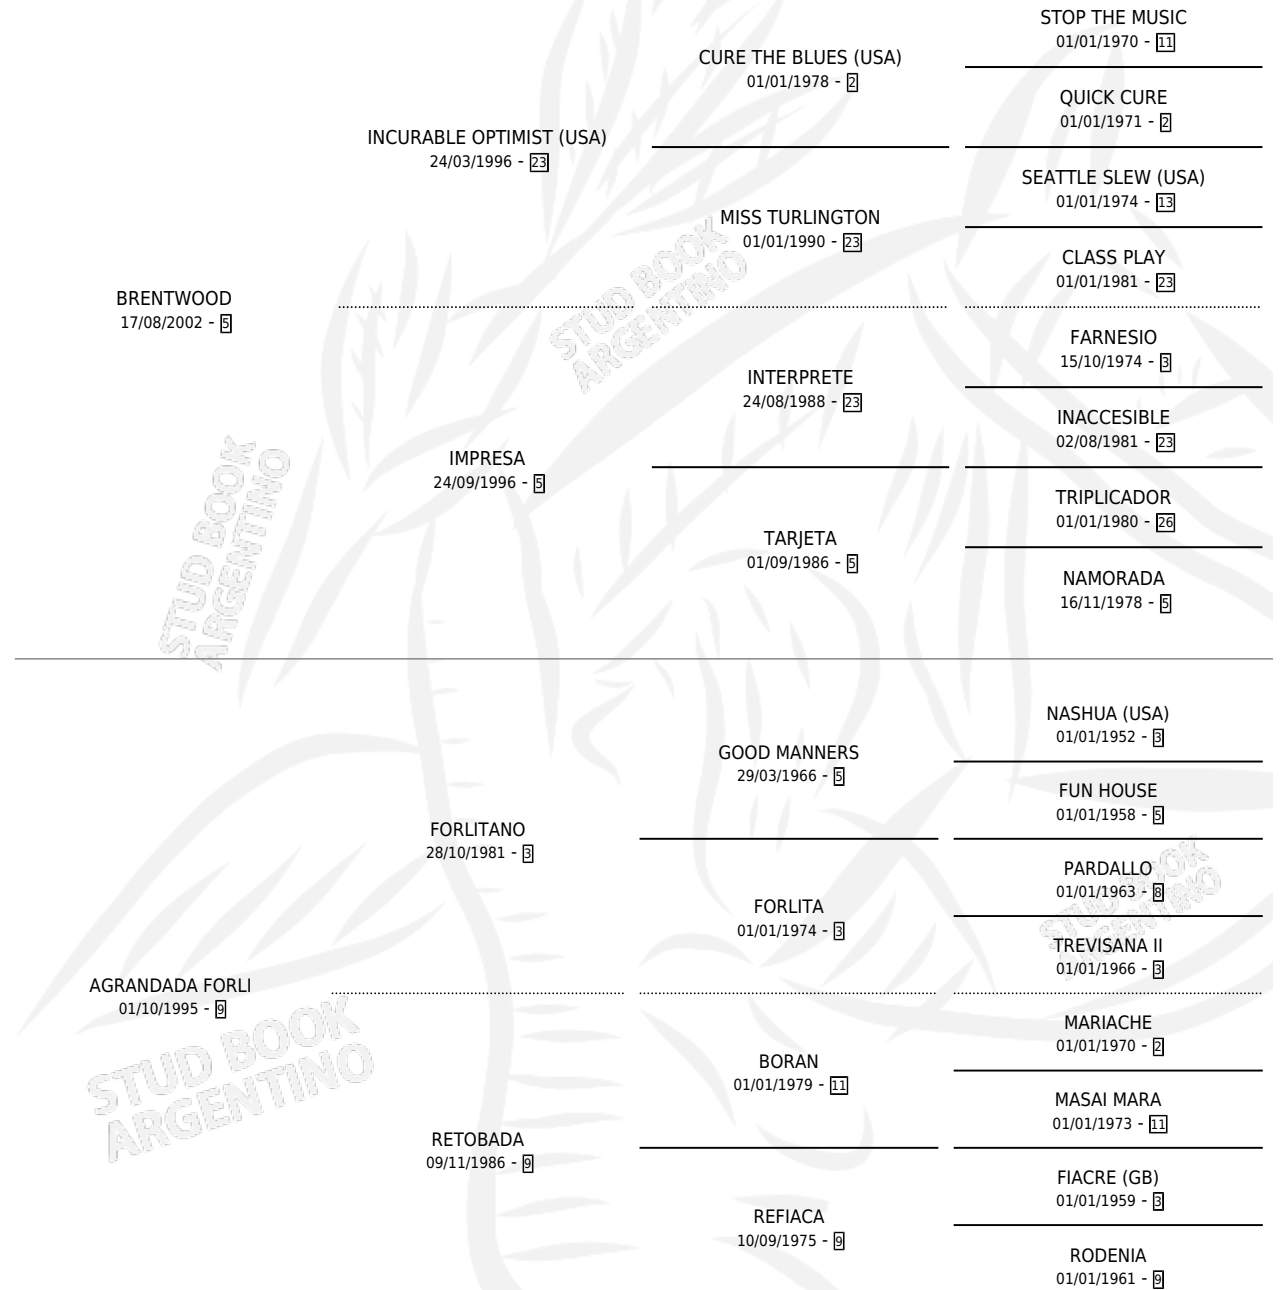 STOP THE MUSIC
01/01/1970 - 11
CURE THE BLUES (USA)
01/01/1978 - 2
QUICK CURE
01/01/1971 - 2
INCURABLE OPTIMIST (USA)
24/03/1996 - 23
SEATTLE SLEW (USA)
01/01/1974 - 13
MISS TURLINGTON
01/01/1990 - 23
CLASS PLAY
01/01/1981 - 23
BRENTWOOD
17/08/2002 - 5
FARNESIO
15/10/1974 - 3
INTERPRETE
24/08/1988 - 23
INACCESIBLE
02/08/1981 - 23
IMPRESA
24/09/1996 - 5
TRIPLICADOR
01/01/1980 - 26
TARJETA
01/09/1986 - 5
NAMORADA
16/11/1978 - 5
NASHUA (USA)
01/01/1952 - 3
GOOD MANNERS
29/03/1966 - 5
FUN HOUSE
01/01/1958 - 5
FORLITANO
28/10/1981 - 3
PARDALLO
01/01/1963 - 8
FORLITA
01/01/1974 - 3
TREVISANA II
01/01/1966 - 3
AGRANDADA FORLI
01/10/1995 - 9
MARIACHE
01/01/1970 - 2
BORAN
01/01/1979 - 11
MASAI MARA
01/01/1973 - 11
RETOBADA
09/11/1986 - 9
FIACRE (GB)
01/01/1959 - 3
REFIACA
10/09/1975 - 9
RODENIA
01/01/1961 - 9
STUD BOOK
ARGENTINO
STUD BOOK
ARGENTINO
STUD BOOK
ARGENTINO
STUD BOOK
ARGENTINO